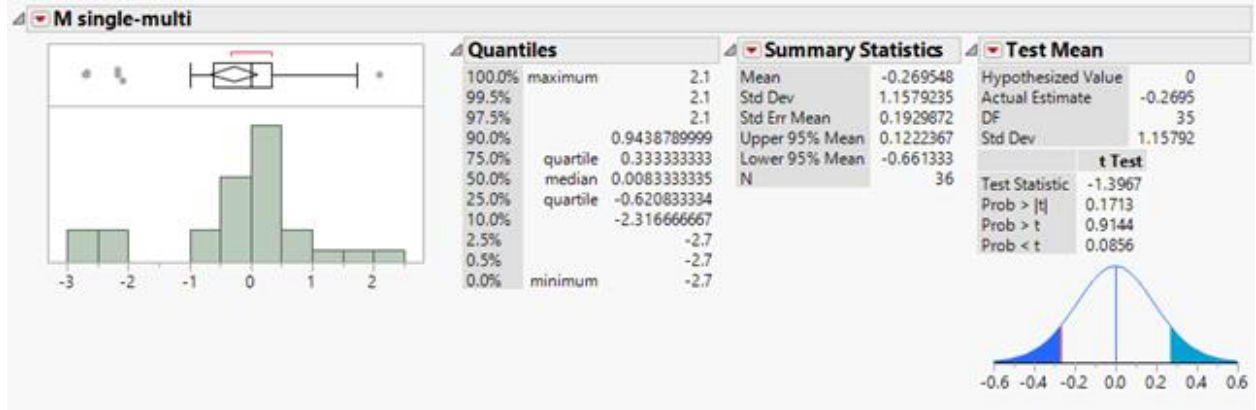 M single-multi
Quantiles
100.0% maximum 2.1
99.5% 2.1
97.5% 2.1
90.0% 0.9438789999
75.0% quartile 0.333333333
50.0% median 0.0083333335
25.0% quartile -0.620833334
10.0% -2.316666667
2.5% -2.7
0.5% -2.7
0.0% minimum -2.7
Summary Statistics
Mean -0.269548
Std Dev 1.1579235
Std Err Mean 0.1929872
Upper 95% Mean 0.1222367
Lower 95% Mean -0.661333
N 36
Test Mean
Hypothesized Value 0
Actual Estimate -0.2695
DF 35
Std Dev 1.15792
t Test
Test Statistic -1.3967
Prob > |t| 0.1713
Prob > t 0.9144
Prob < t 0.0856
-3 -2 -1 0 1 2
-0.6 -0.4 -0.2 0.0 0.2 0.4 0.6